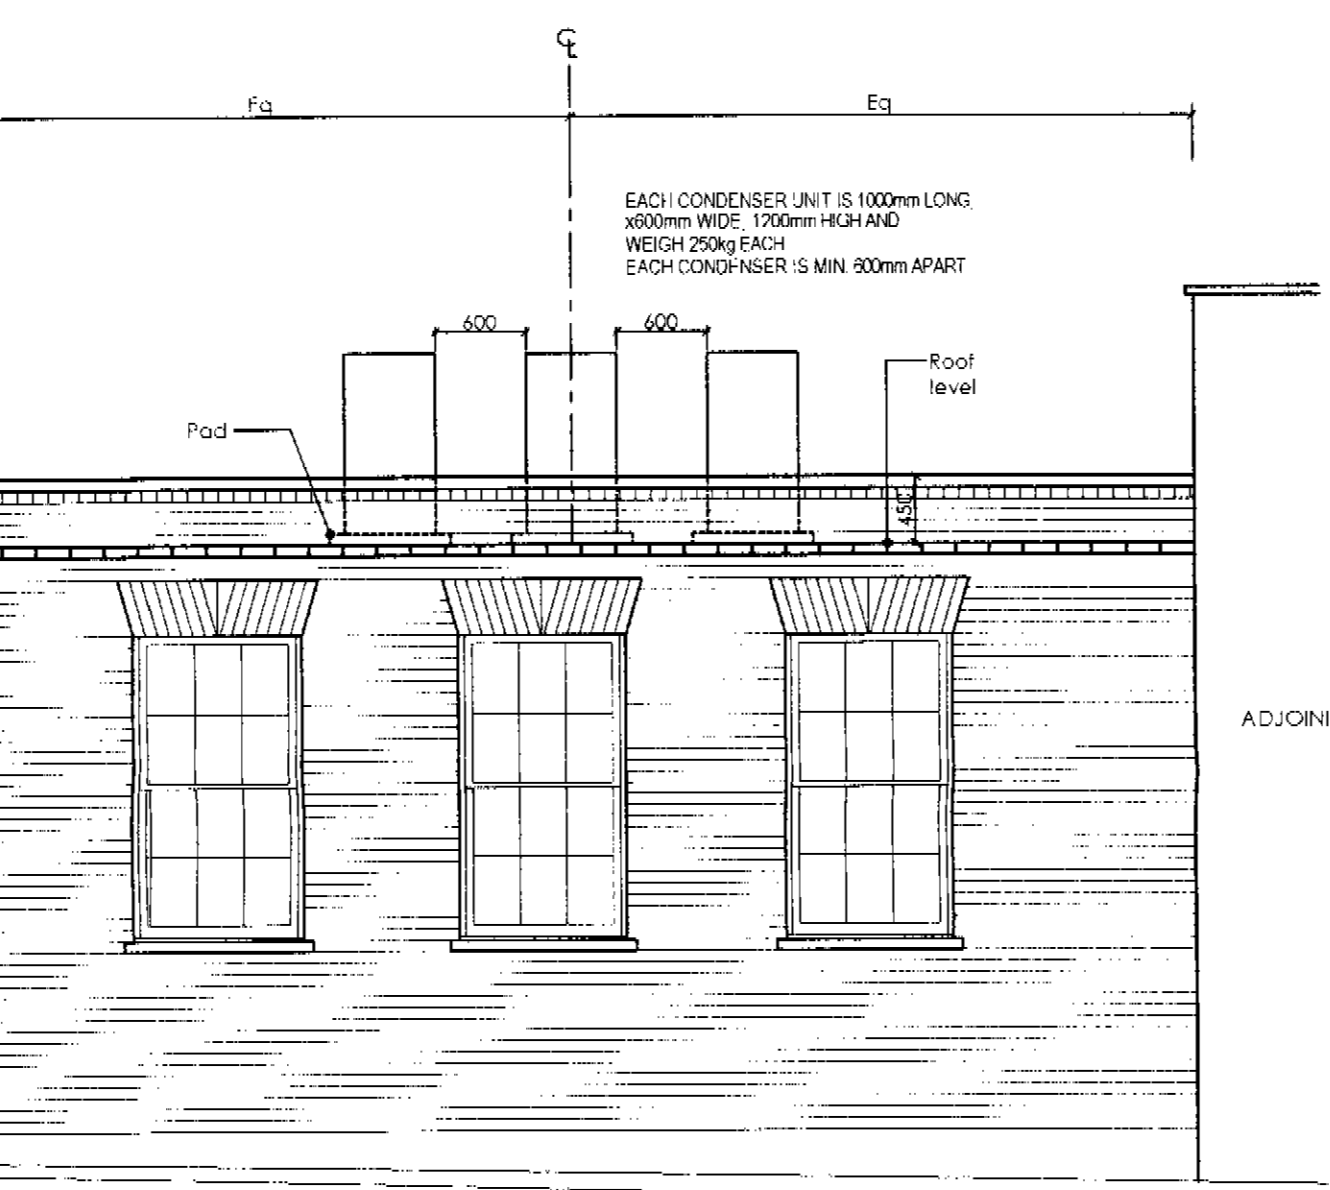 ℄
Eq
Eq
EACH CONDENSER UNIT IS 1000mm LONG,
x600mm WIDE, 1200mm HIGH AND
WEIGH 250kg EACH
EACH CONDENSER IS MIN. 600mm APART
600
600
Roof
level
Pad
450
ADJOINI